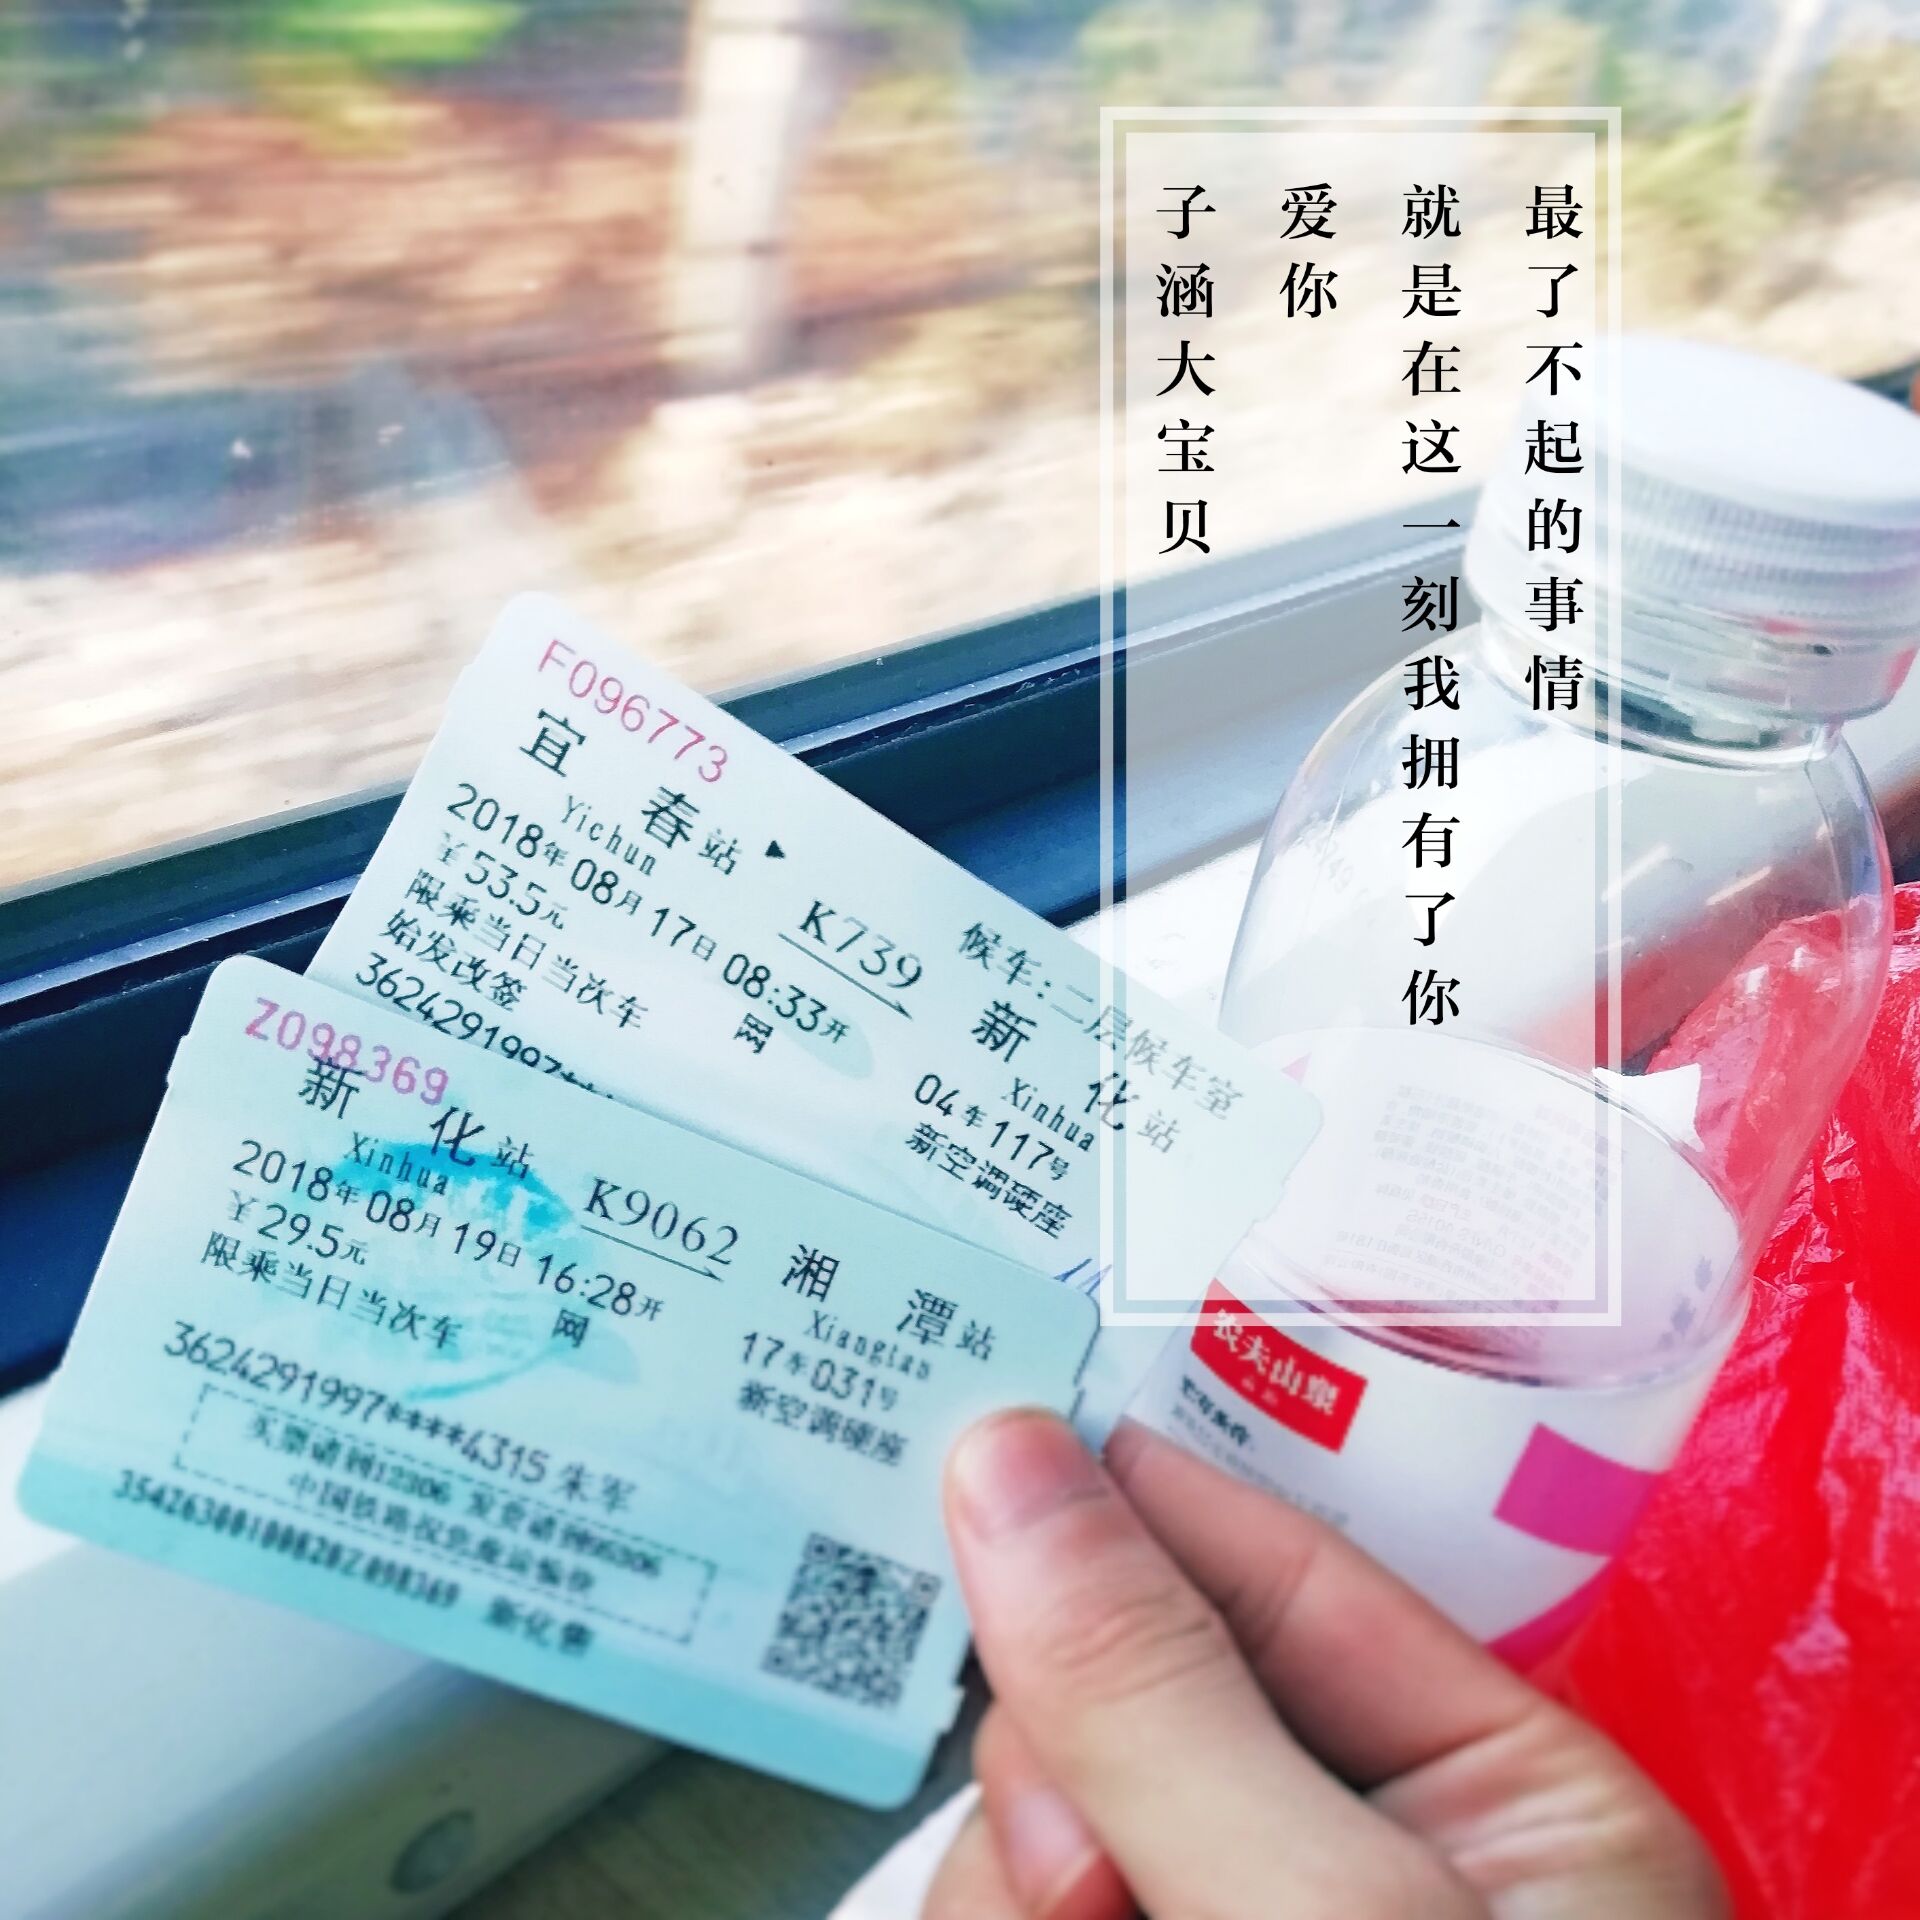 最了不起的事情
就是在这一刻我拥有了你
爱你
子涵大宝贝
F096773
候车:二层候车室
宜春站
K739
新化站
Yichun
Xinhua
2018年08月17日08:33开
04车117号
¥53.5元
网
新空调硬座
限乘当日当次车
始发改签
3624291997**
Z098369
新化站
K9062
湘潭站
Xinhua
Xiangtan
2018年08月19日16:28开
17车031号
¥29.5元
网
新空调硬座
限乘当日当次车
3624291997****4315朱军
买票请到12306 发货请到95306
中国铁路祝您旅途愉快
35426300100820Z098369 新化售
农夫山泉